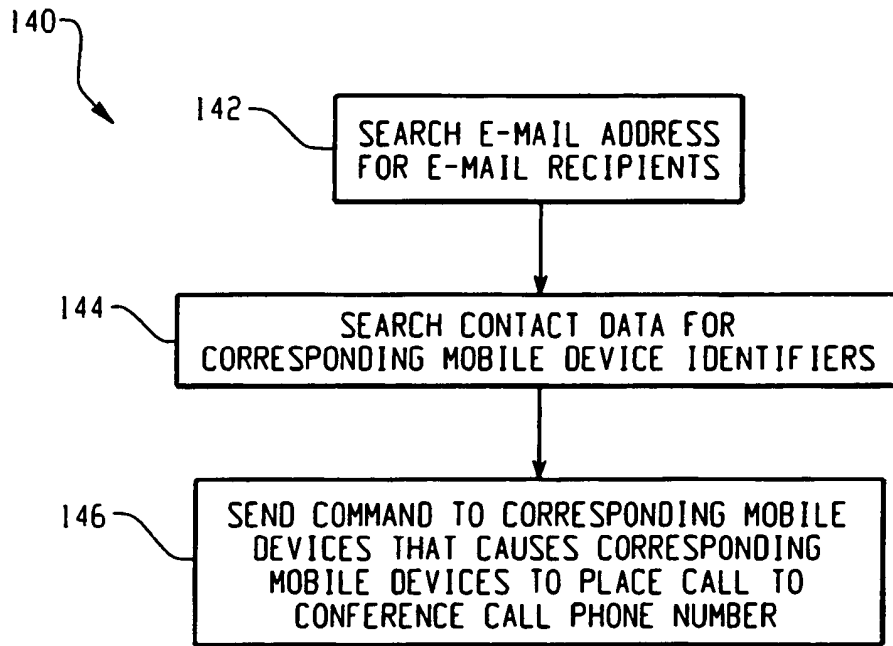 140
142
SEARCH E-MAIL ADDRESS
FOR E-MAIL RECIPIENTS
144
SEARCH CONTACT DATA FOR
CORRESPONDING MOBILE DEVICE IDENTIFIERS
146
SEND COMMAND TO CORRESPONDING MOBILE
DEVICES THAT CAUSES CORRESPONDING
MOBILE DEVICES TO PLACE CALL TO
CONFERENCE CALL PHONE NUMBER